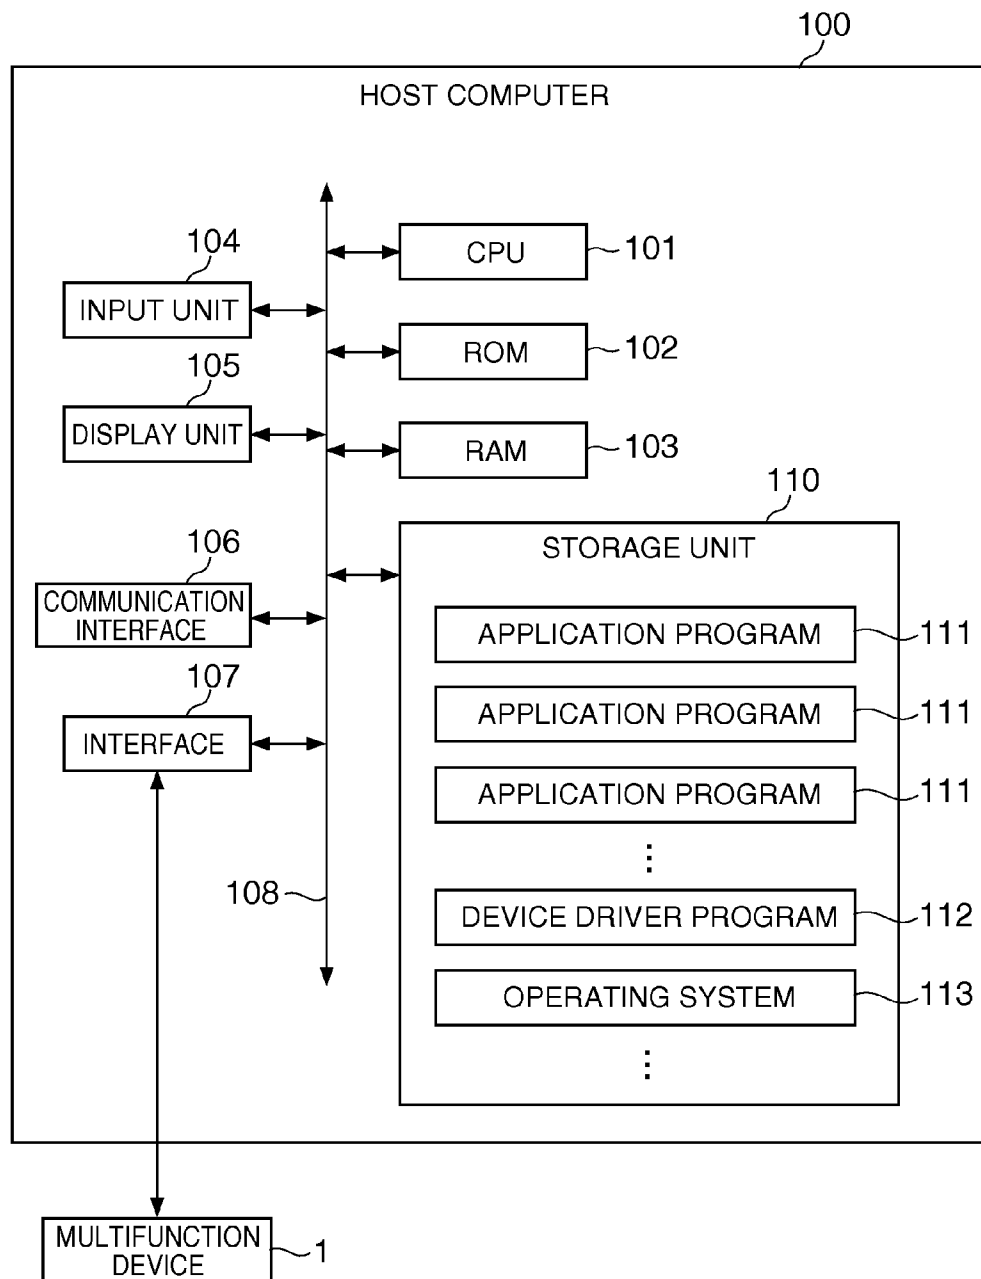 100
HOST COMPUTER
104
INPUT UNIT
105
DISPLAY UNIT
106
COMMUNICATION
INTERFACE
107
INTERFACE
108
CPU
101
ROM
102
RAM
103
110
STORAGE UNIT
APPLICATION PROGRAM
111
APPLICATION PROGRAM
111
APPLICATION PROGRAM
111
DEVICE DRIVER PROGRAM
112
OPERATING SYSTEM
113
MULTIFUNCTION
DEVICE
1